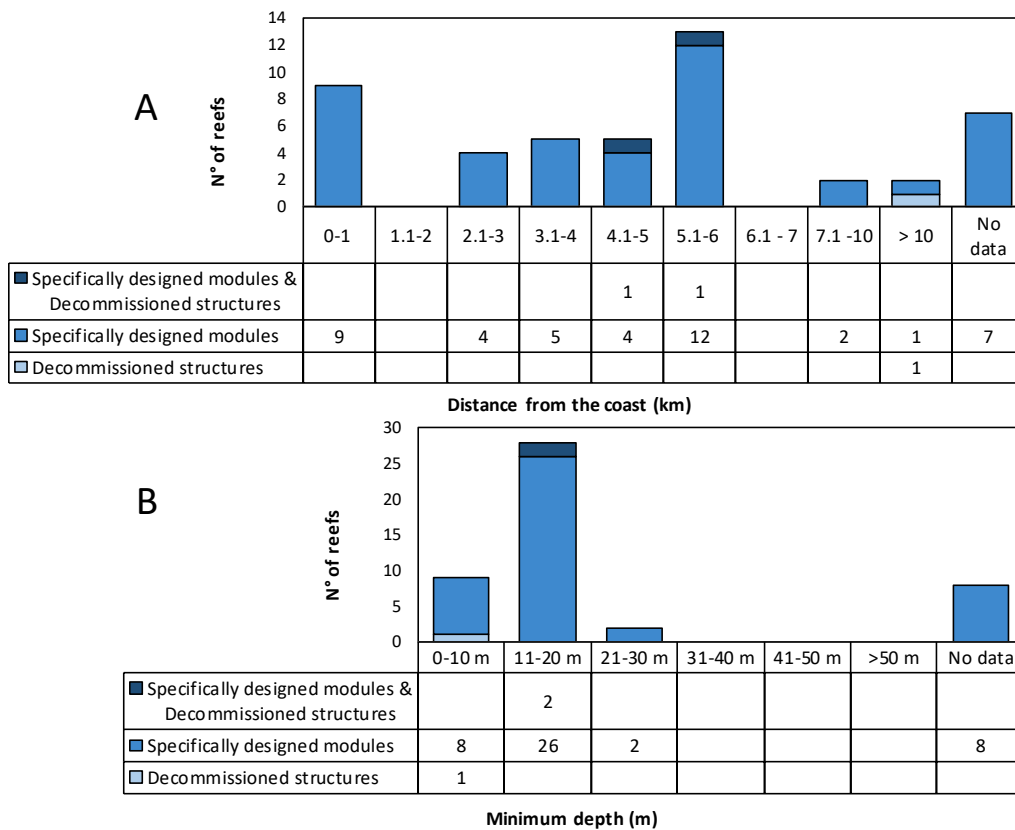 A
N° of reefs
14
12
10
8
6
4
2
0
0-1 1.1-2 2.1-3 3.1-4 4.1-5 5.1-6 6.1 - 7 7.1 -10 > 10 No data
Specifically designed modules & Decommissioned structures 1 1
Specifically designed modules 9 4 5 4 12 2 1 7
Decommissioned structures 1
Distance from the coast (km)
B
N° of reefs
30
25
20
15
10
5
0
0-10 m 11-20 m 21-30 m 31-40 m 41-50 m >50 m No data
Specifically designed modules & Decommissioned structures 2
Specifically designed modules 8 26 2 8
Decommissioned structures 1
Minimum depth (m)